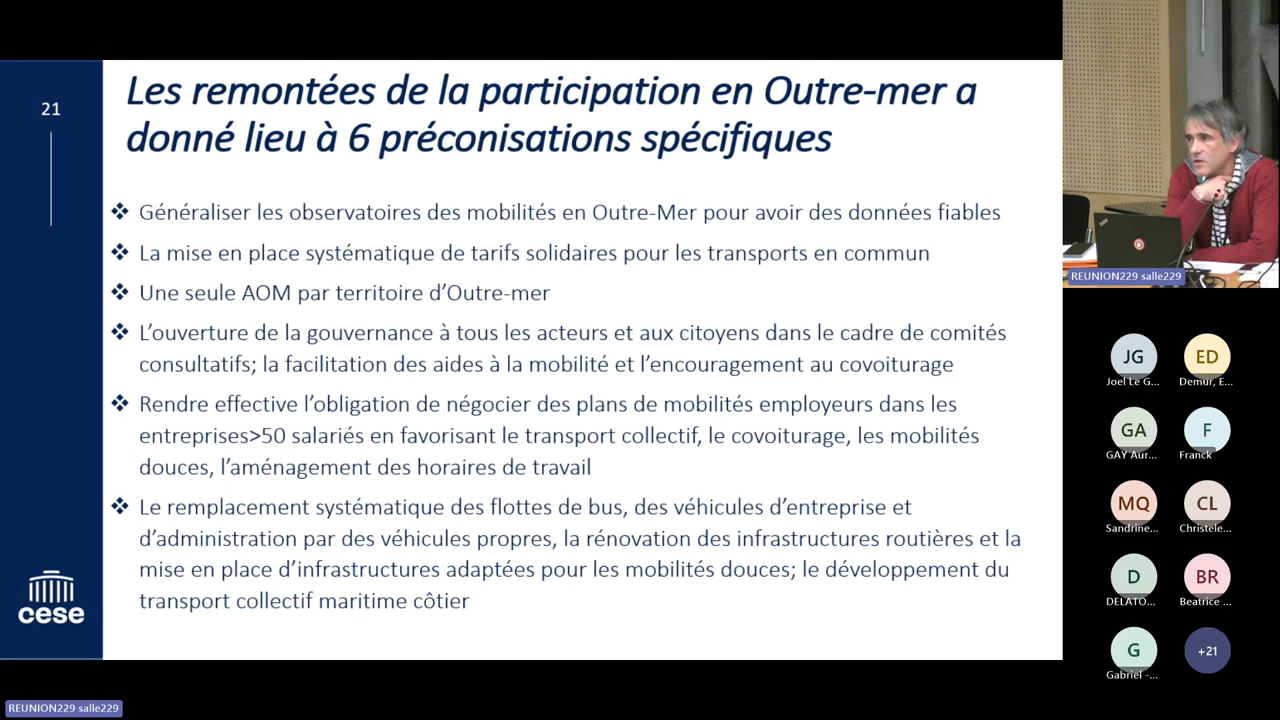 21
Les remontées de la participation en Outre-mer a
donné lieu à 6 préconisations spécifiques
❖ Généraliser les observatoires des mobilités en Outre-Mer pour avoir des données fiables
❖ La mise en place systématique de tarifs solidaires pour les transports en commun
❖ Une seule AOM par territoire d’Outre-mer
❖ L’ouverture de la gouvernance à tous les acteurs et aux citoyens dans le cadre de comités
consultatifs; la facilitation des aides à la mobilité et l’encouragement au covoiturage
❖ Rendre effective l’obligation de négocier des plans de mobilités employeurs dans les
entreprises>50 salariés en favorisant le transport collectif, le covoiturage, les mobilités
douces, l’aménagement des horaires de travail
❖ Le remplacement systématique des flottes de bus, des véhicules d’entreprise et
d’administration par des véhicules propres, la rénovation des infrastructures routières et la
mise en place d’infrastructures adaptées pour les mobilités douces; le développement du
transport collectif maritime côtier
cese
REUNION229 salle229
REUNION229 salle229
JG
Joel Le G...
ED
Demur, E...
GA
GAY Aur...
F
Franck
MQ
Sandrine...
CL
Christele...
D
DELATO...
BR
Beatrice ...
G
Gabriel -...
+21